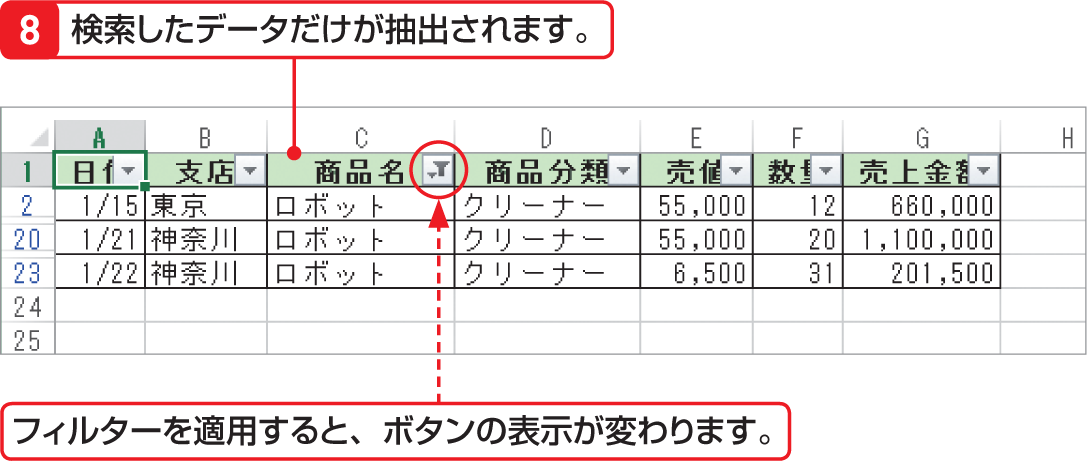 8 検索したデータだけが抽出されます。
A B C D E F G H
1 日 支店 商品名 商品分類 売値 数 売上金
2 1/15 東京 ロボット クリーナー 55,000 12 660,000
20 1/21 神奈川 ロボット クリーナー 55,000 20 1,100,000
23 1/22 神奈川 ロボット クリーナー 6,500 31 201,500
24
25
フィルターを適用すると、ボタンの表示が変わります。